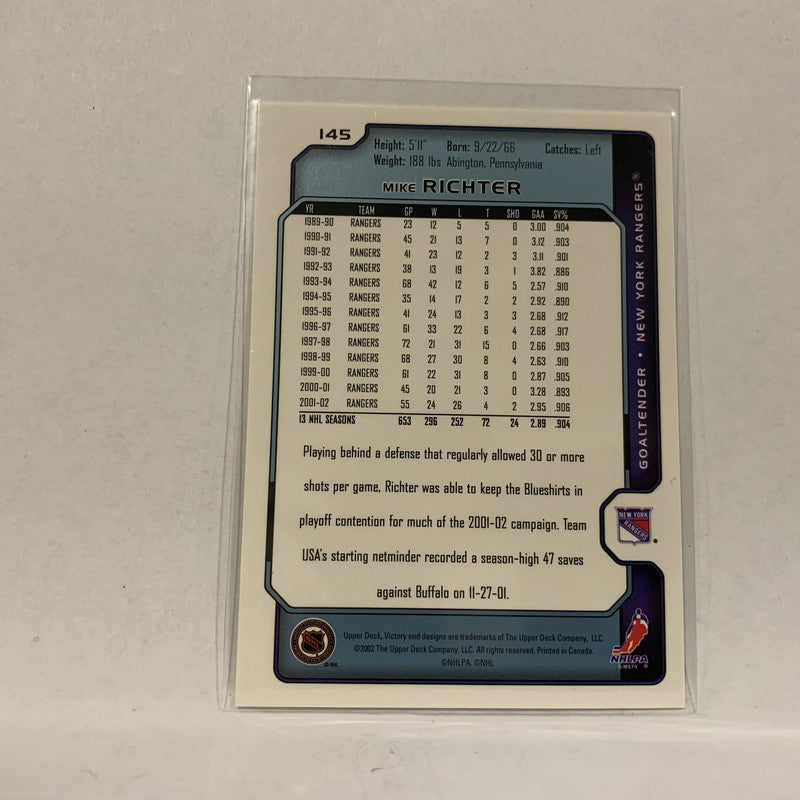 145
Height: 5'11" Born: 9/22/66 Catches: Left
Weight: 188 lbs Abington, Pennsylvania
MIKE RICHTER
YR TEAM GP W L T SHO GAA SV%
1989-90 RANGERS 23 12 5 5 0 3.00 .904
1990-91 RANGERS 45 21 13 7 0 3.12 .903
1991-92 RANGERS 41 23 12 2 3 3.11 .901
1992-93 RANGERS 38 13 19 3 1 3.82 .886
1993-94 RANGERS 68 42 12 6 5 2.57 .910
1994-95 RANGERS 35 14 17 2 2 2.92 .890
1995-96 RANGERS 41 24 13 3 3 2.68 .912
1996-97 RANGERS 61 33 22 6 4 2.68 .917
1997-98 RANGERS 72 21 31 15 0 2.66 .903
1998-99 RANGERS 68 27 30 8 4 2.63 .910
1999-00 RANGERS 61 22 31 8 0 2.87 .905
2000-01 RANGERS 45 20 21 3 0 3.28 .893
2001-02 RANGERS 55 24 26 4 2 2.95 .906
13 NHL SEASONS 653 296 252 72 24 2.89 .904
Playing behind a defense that regularly allowed 30 or more
shots per game, Richter was able to keep the Blueshirts in
playoff contention for much of the 2001-02 campaign. Team
USA's starting netminder recorded a season-high 47 saves
against Buffalo on 11-27-01.
GOALTENDER • NEW YORK RANGERS®
NEW YORK
RANGERS
®
Upper Deck, Victory and designs are trademarks of The Upper Deck Company, LLC.
©2002 The Upper Deck Company, LLC. All rights reserved. Printed in Canada.
©NHLPA. ©NHL
NHL
NHLPA